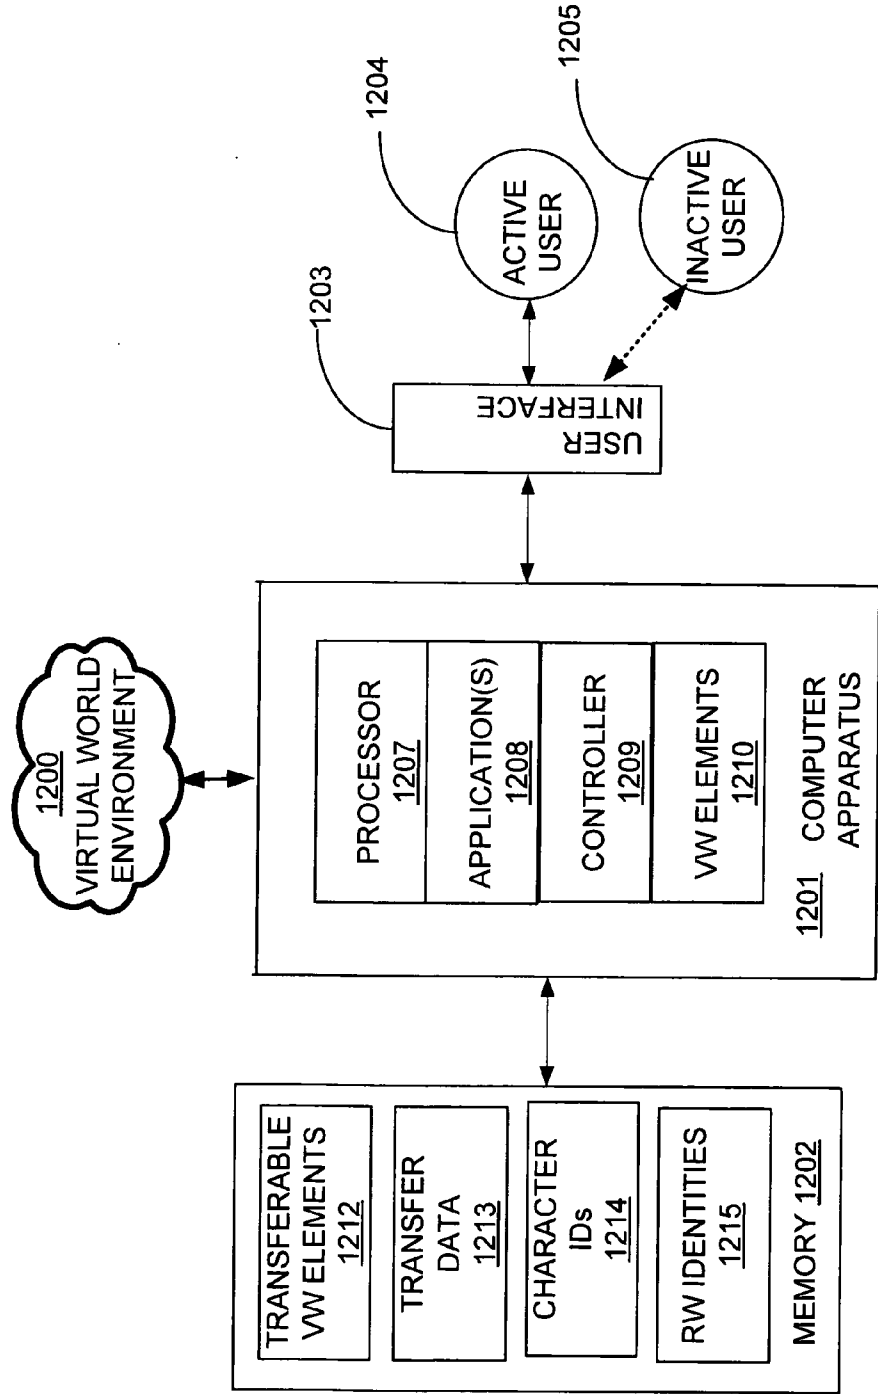 1200
VIRTUAL WORLD
ENVIRONMENT
TRANSFERABLE
VW ELEMENTS
1212
TRANSFER
DATA
1213
CHARACTER
IDs
1214
RW IDENTITIES
1215
MEMORY 1202
PROCESSOR
1207
APPLICATION(S)
1208
CONTROLLER
1209
VW ELEMENTS
1210
1201 COMPUTER
APPARATUS
1203
USER
INTERFACE
1204
ACTIVE
USER
1205
INACTIVE
USER